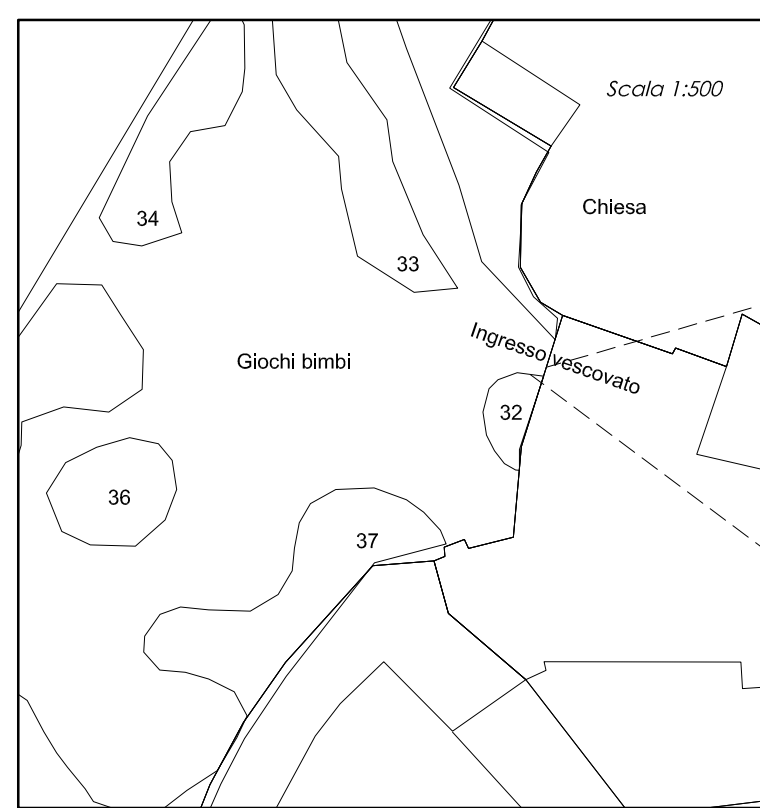 Scala 1:500
Chiesa
34
33
Ingresso vescovato
Giochi bimbi
32
36
37